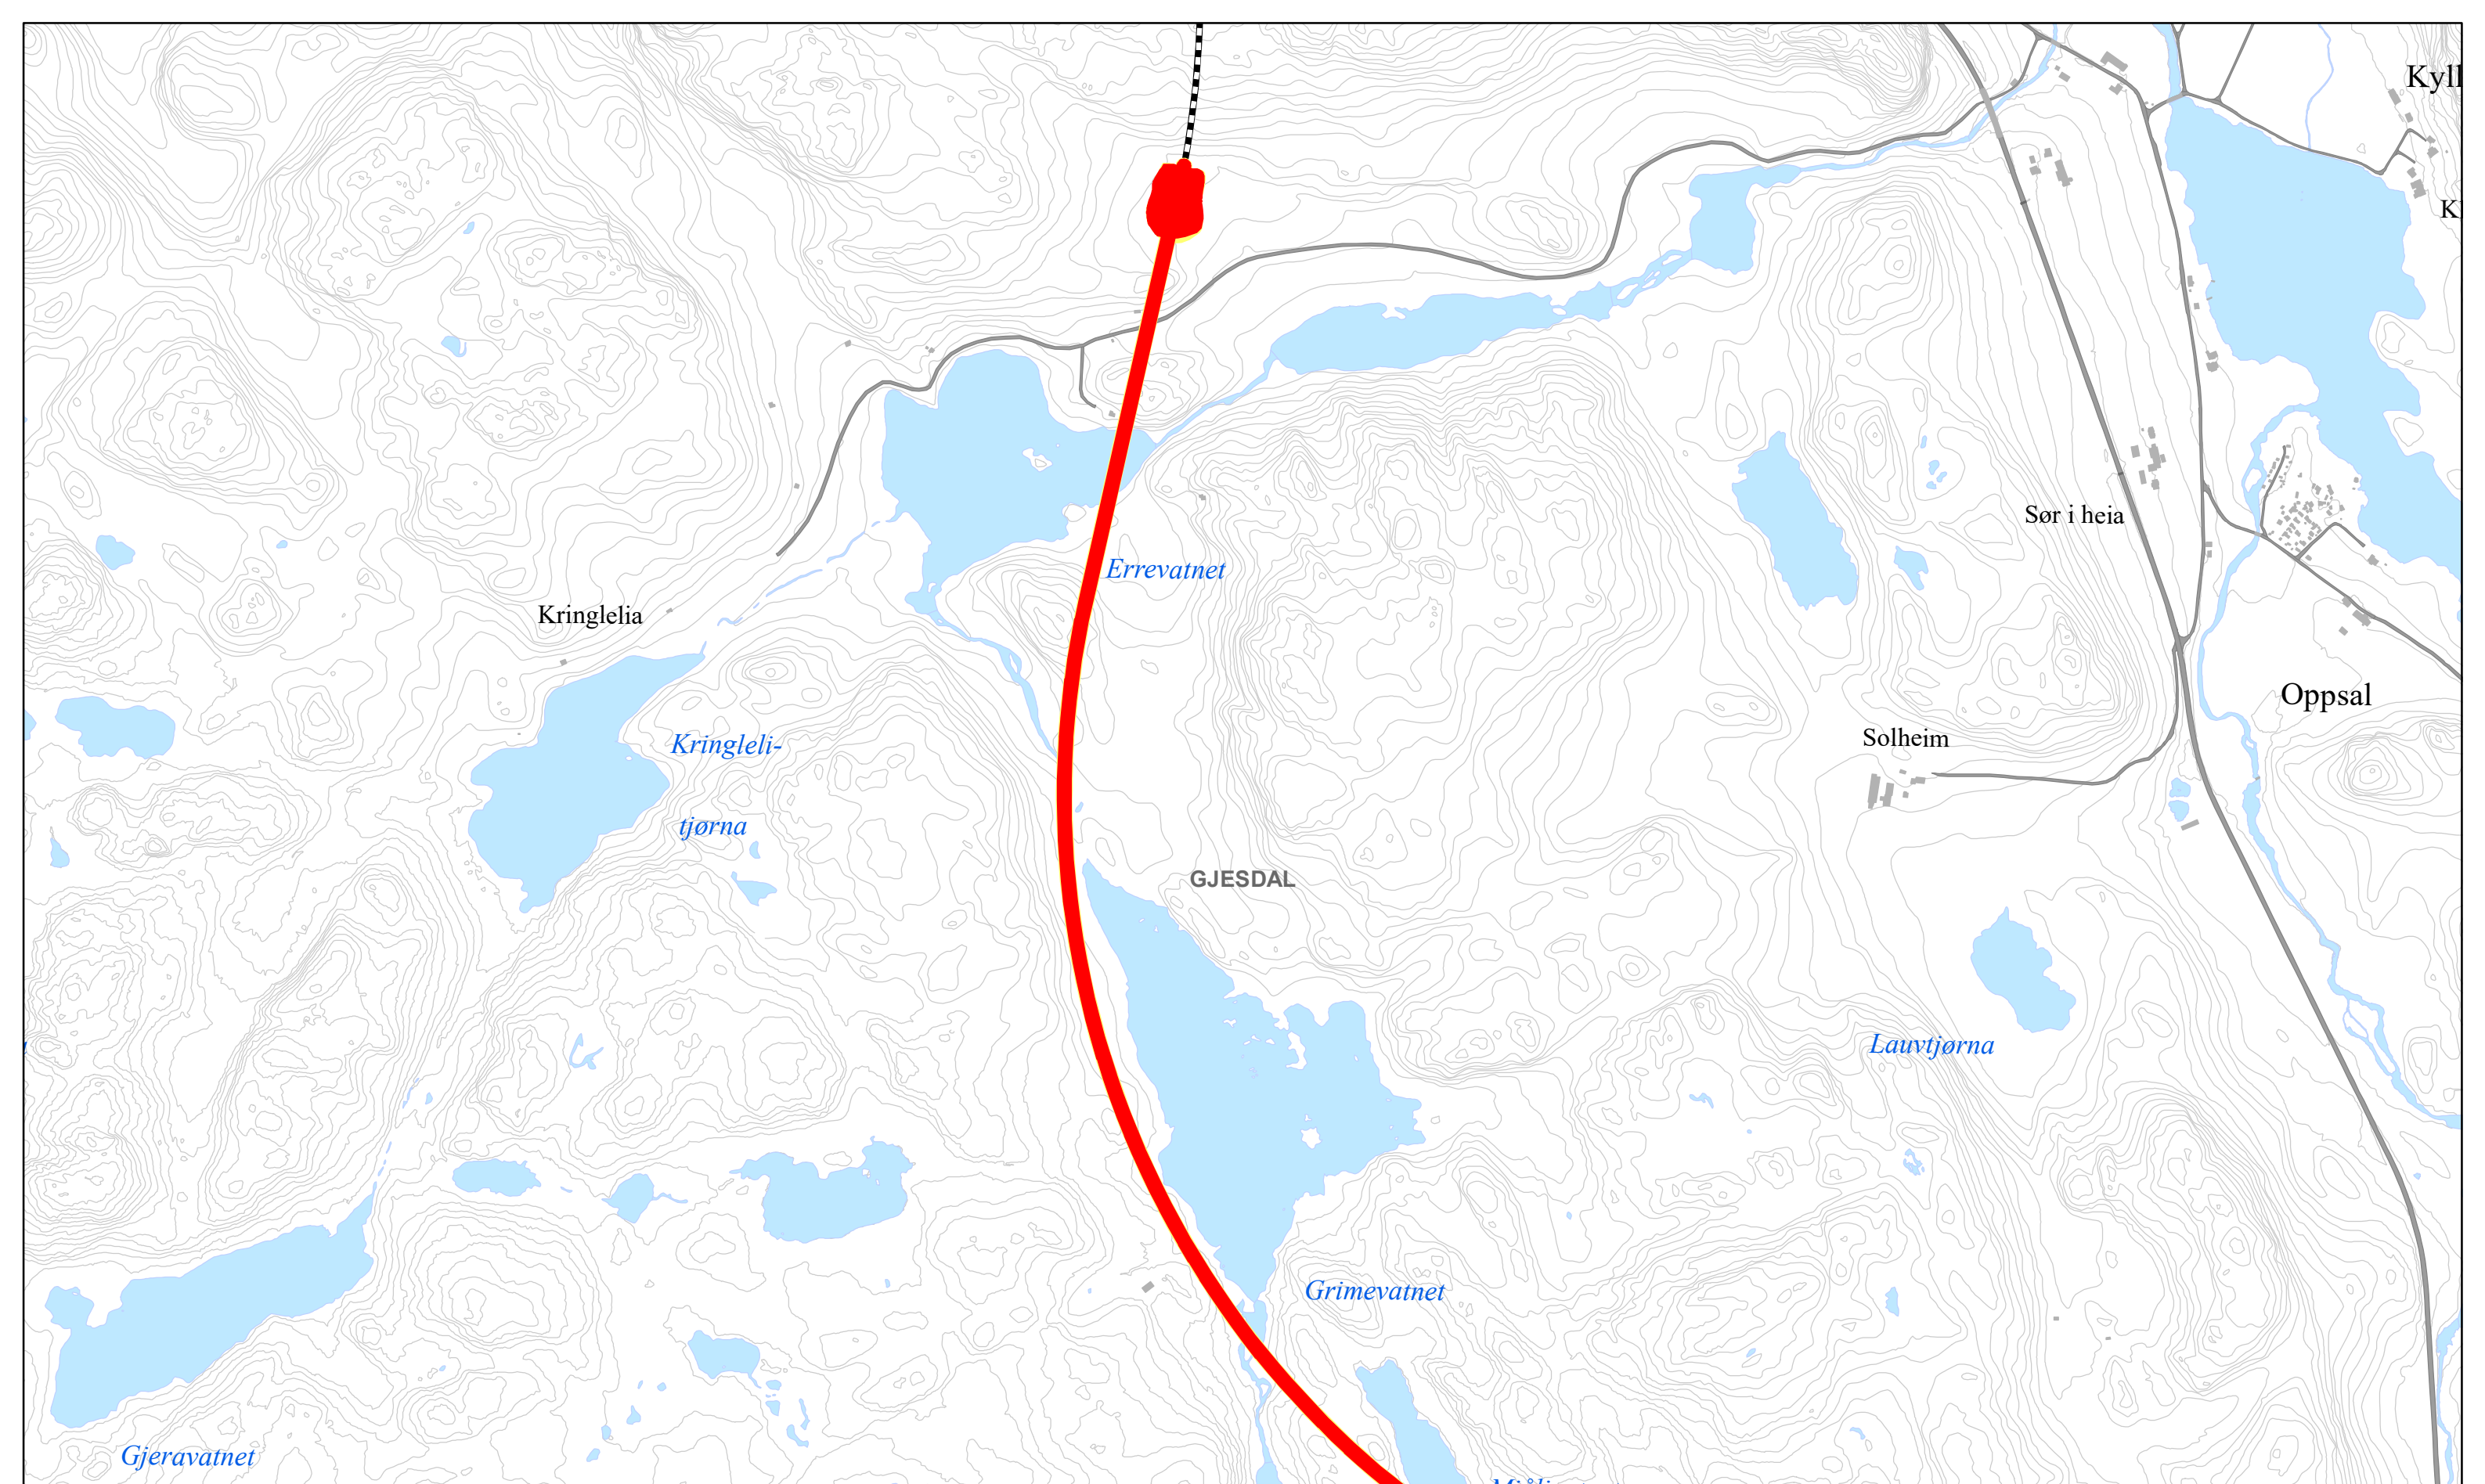 Kyll
K
Sør i heia
Errevatnet
Kringlelia
Oppsal
Solheim
Kringleli-
tjørna
GJESDAL
Lauvtjørna
Grimevatnet
Gjeravatnet